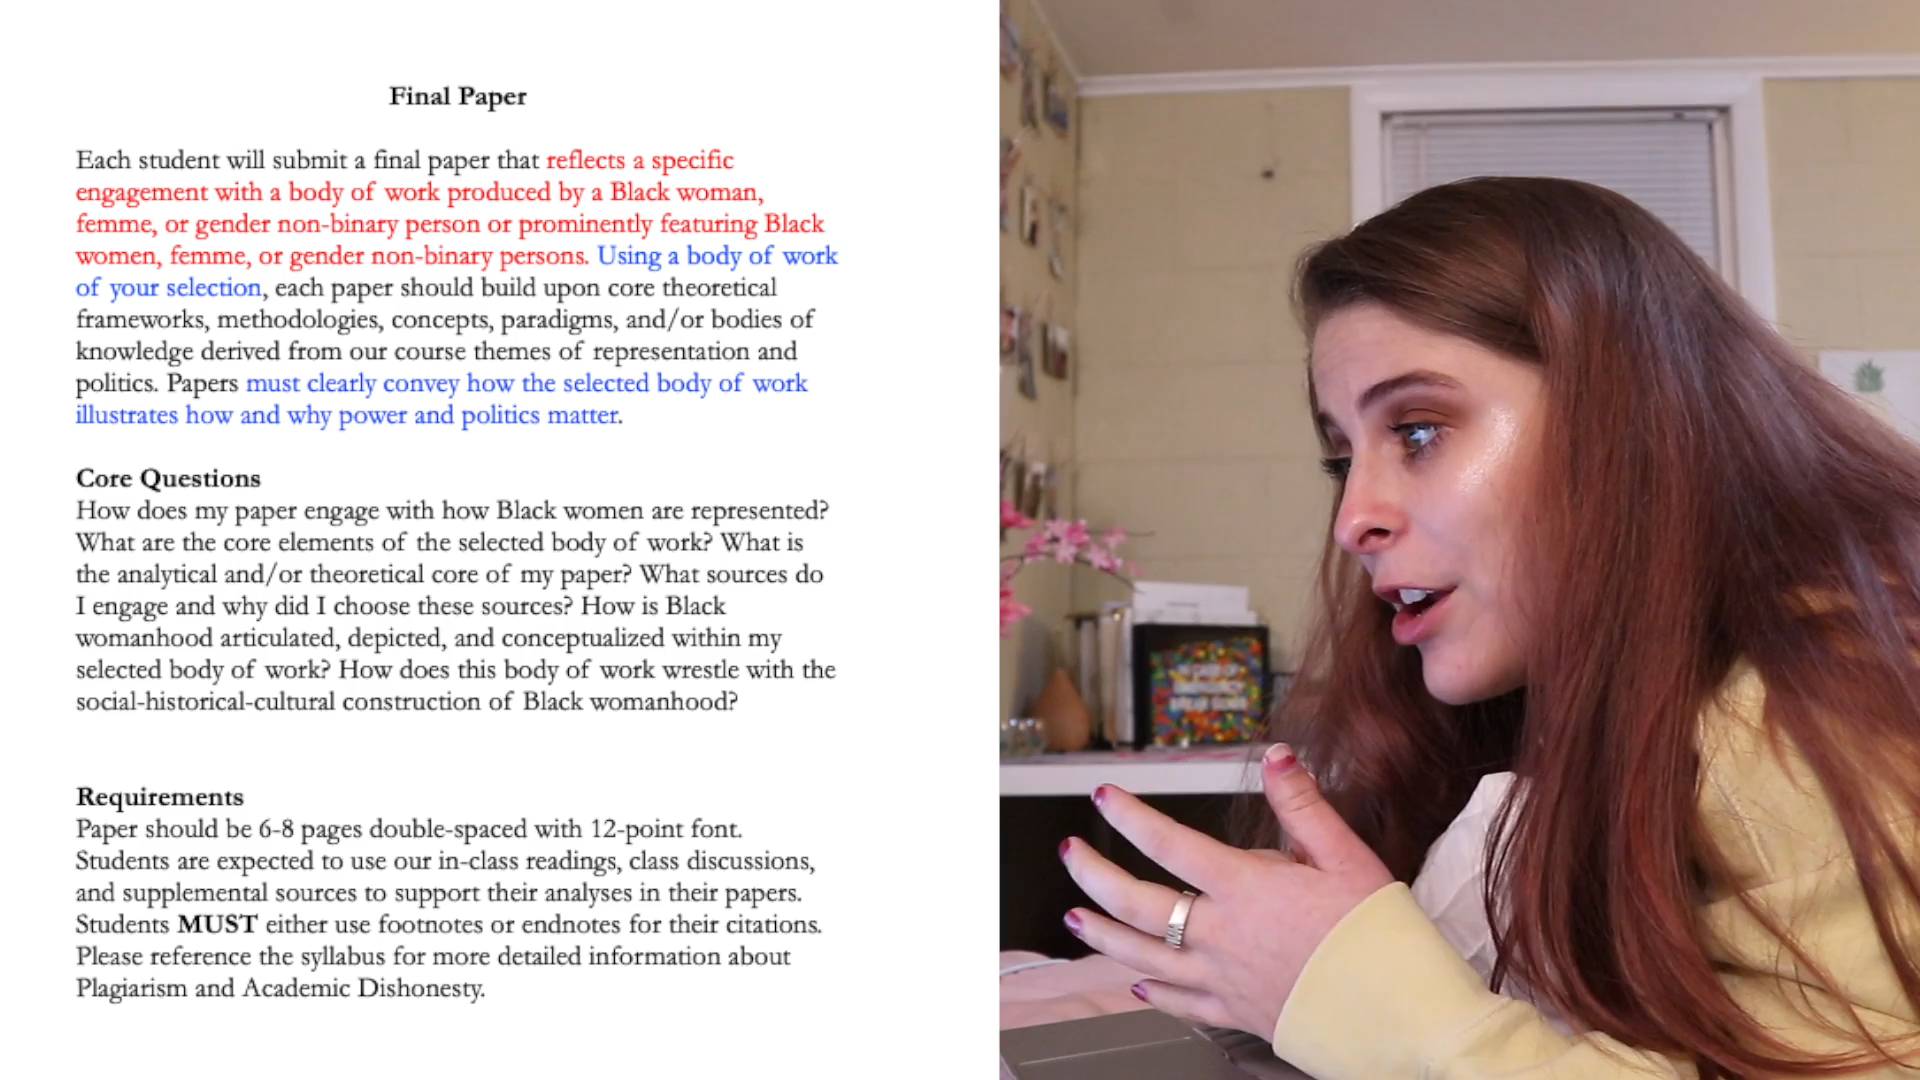 Final Paper
Each student will submit a final paper that reflects a specific
engagement with a body of work produced by a Black woman,
femme, or gender non-binary person or prominently featuring Black
women, femme, or gender non-binary persons. Using a body of work
of your selection, each paper should build upon core theoretical
frameworks, methodologies, concepts, paradigms, and/or bodies of
knowledge derived from our course themes of representation and
politics. Papers must clearly convey how the selected body of work
illustrates how and why power and politics matter.
Core Questions
How does my paper engage with how Black women are represented?
What are the core elements of the selected body of work? What is
the analytical and/or theoretical core of my paper? What sources do
I engage and why did I choose these sources? How is Black
womanhood articulated, depicted, and conceptualized within my
selected body of work? How does this body of work wrestle with the
social-historical-cultural construction of Black womanhood?
Requirements
Paper should be 6-8 pages double-spaced with 12-point font.
Students are expected to use our in-class readings, class discussions,
and supplemental sources to support their analyses in their papers.
Students MUST either use footnotes or endnotes for their citations.
Please reference the syllabus for more detailed information about
Plagiarism and Academic Dishonesty.